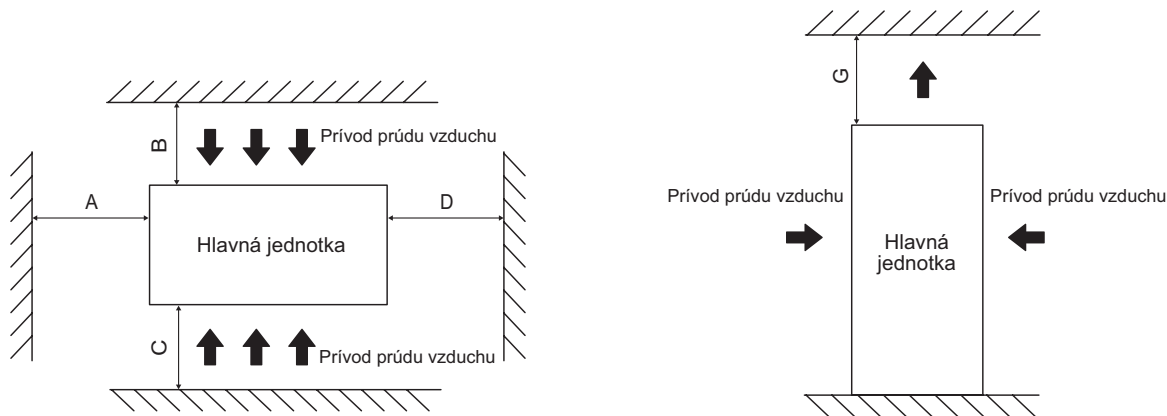 B
Prívod prúdu vzduchu
A
D
Hlavná jednotka
C
Prívod prúdu vzduchu
G
Prívod prúdu vzduchu
Prívod prúdu vzduchu
Hlavná
jednotka